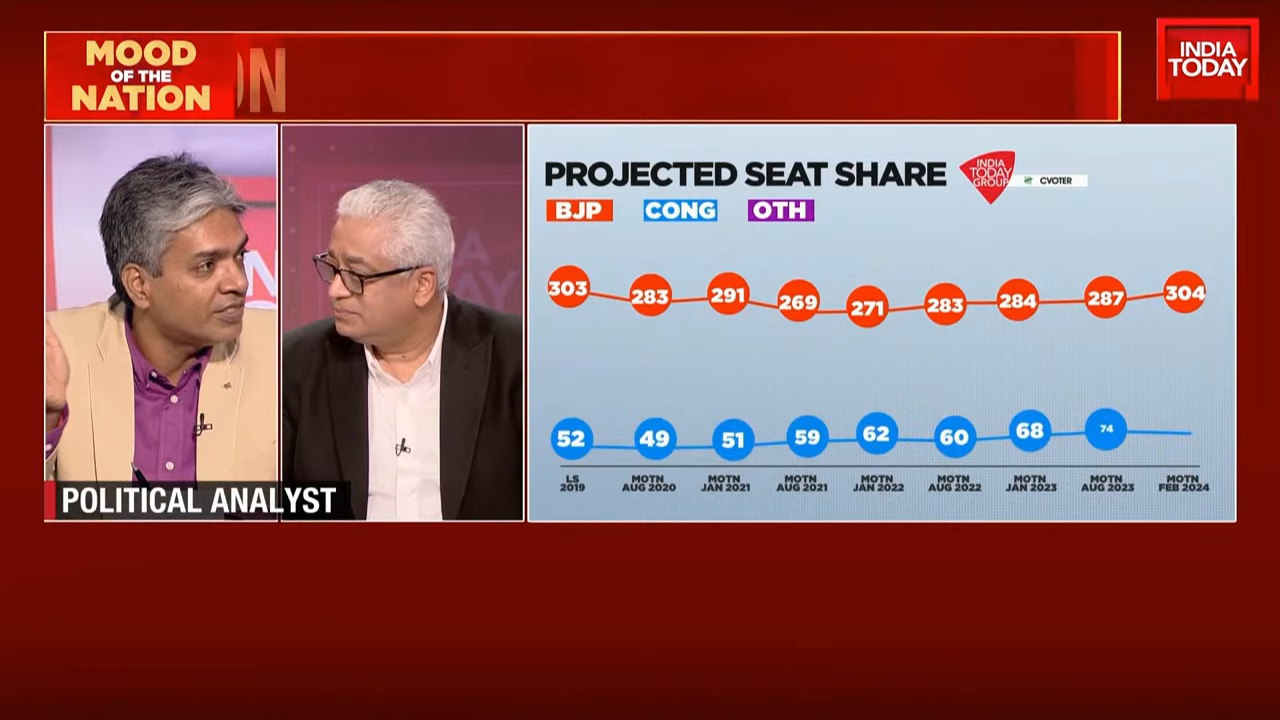 MOOD
OF THE
NATION
ON
INDIA
TODAY
PROJECTED SEAT SHARE
INDIA
TODAY
GROUP
CVOTER
BJP CONG OTH
303 283 291 269 271 283 284 287 304
52 49 51 59 62 60 68 74
LS
2019
MOTN
AUG 2020
MOTN
JAN 2021
MOTN
AUG 2021
MOTN
JAN 2022
MOTN
AUG 2022
MOTN
JAN 2023
MOTN
AUG 2023
MOTN
FEB 2024
POLITICAL ANALYST